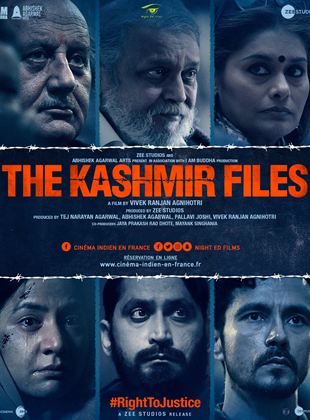 ABHISHEK
AGARWAL
ARTS
ZEE STUDIOS
ZEE STUDIOS AND
ABHISHEK AGARWAL ARTS PRESENT IN ASSOCIATION WITH I AM BUDDHA PRODUCTION
THE KASHMIR FILES
A FILM BY VIVEK RANJAN AGNIHOTRI
PRODUCED BY ZEE STUDIOS
PRODUCED BY TEJ NARAYAN AGARWAL, ABHISHEK AGARWAL, PALLAVI JOSHI, VIVEK RANJAN AGNIHOTRI
CO-PRODUCERS JAYA PRAKASH RAO DHOTE, MAYANK SINGHANIA
CINÉMA INDIEN EN FRANCE NIGHT ED FILMS
RÉSERVATION EN LIGNE
www.cinéma-indien-en-france.fr
#RightToJustice
A ZEE STUDIOS RELEASE